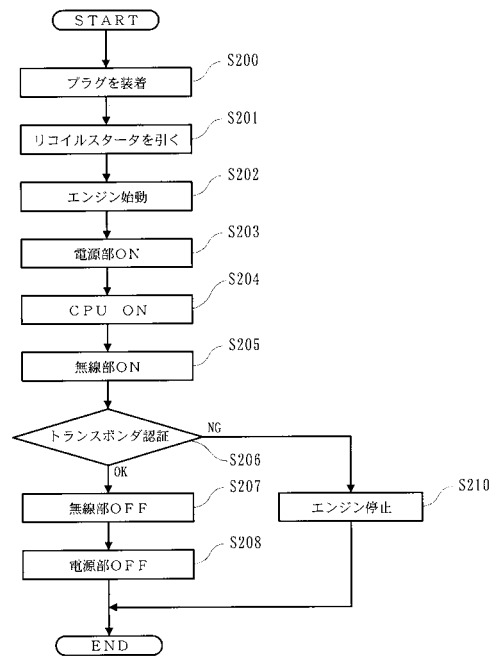 START
プラグを装着
S200
リコイルスタータを引く
S201
エンジン始動
S202
電源部ON
S203
CPU ON
S204
無線部ON
S205
トランスポンダ認証
NG
S206
OK
無線部OFF
S207
エンジン停止
S210
電源部OFF
S208
END